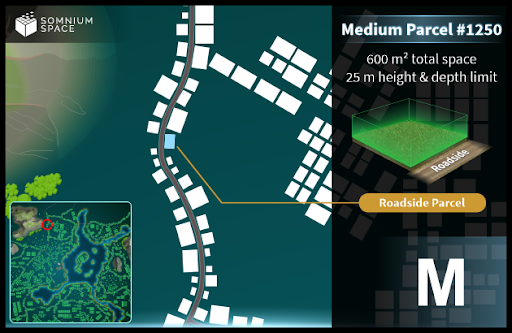 SOMNIUM
SPACE
Medium Parcel #1250
600 m² total space
25 m height & depth limit
Roadside
Roadside Parcel
M